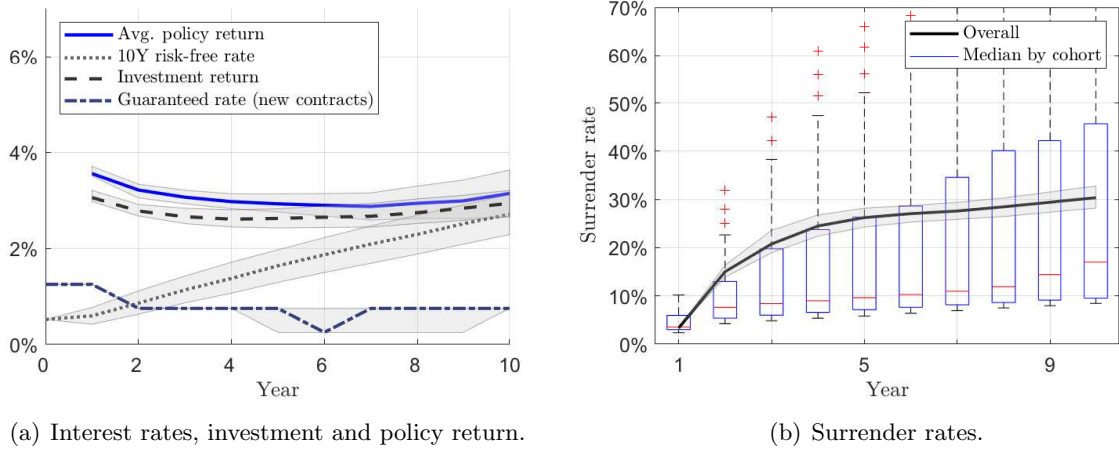 6%
4%
2%
0%
Avg. policy return
10Y risk-free rate
Investment return
Guaranteed rate (new contracts)
0 2 4 6 8 10
Year
(a) Interest rates, investment and policy return.
Surrender rate
70%
60%
50%
40%
30%
20%
10%
0%
Overall
Median by cohort
1 5 9
Year
(b) Surrender rates.